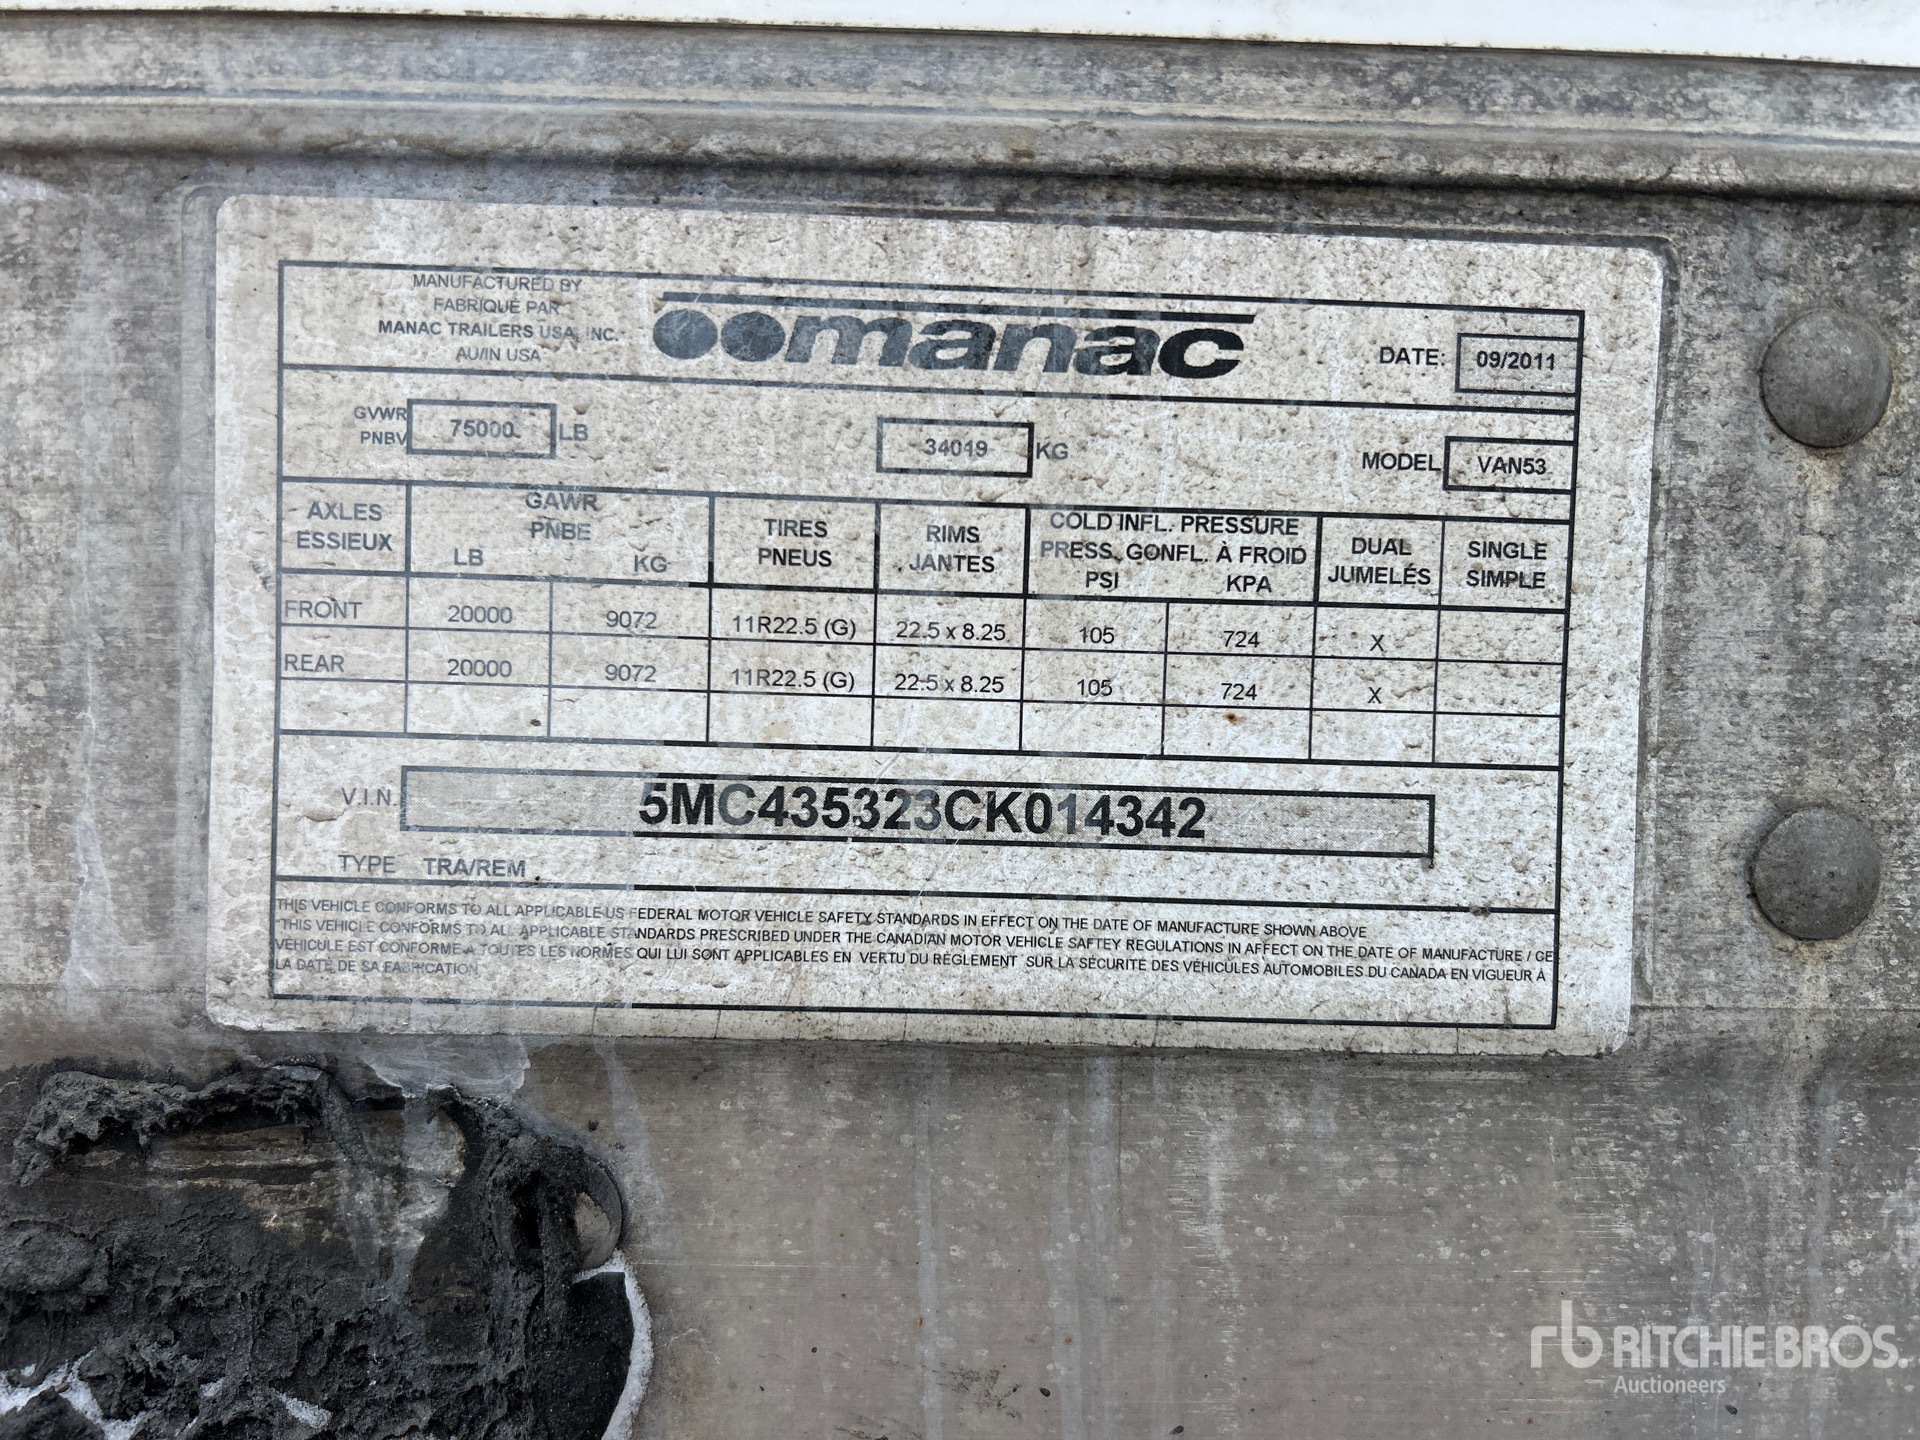 MANUFACTURED BY
FABRIQUÉ PAR
MANAC TRAILERS USA, INC.
AU/IN USA
manac
DATE: 09/2011
GVWR
PNBV
75000 LB
34019 KG
MODEL VAN53
AXLES
ESSIEUX
GAWR
PNBE
LB KG
TIRES
PNEUS
RIMS
JANTES
COLD INFL. PRESSURE
PRESS. GONFL. À FROID
PSI KPA
DUAL
JUMELÉS
SINGLE
SIMPLE
FRONT 20000 9072 11R22.5 (G) 22.5 x 8.25 105 724 X
REAR 20000 9072 11R22.5 (G) 22.5 x 8.25 105 724 X
V.I.N. 5MC435323CK014342
TYPE TRA/REM
THIS VEHICLE CONFORMS TO ALL APPLICABLE US FEDERAL MOTOR VEHICLE SAFETY STANDARDS IN EFFECT ON THE DATE OF MANUFACTURE SHOWN ABOVE
"THIS VEHICLE CONFORMS TO ALL APPLICABLE STANDARDS PRESCRIBED UNDER THE CANADIAN MOTOR VEHICLE SAFTEY REGULATIONS IN AFFECT ON THE DATE OF MANUFACTURE / CE
VÉHICULE EST CONFORME À TOUTES LES NORMES QUI LUI SONT APPLICABLES EN VERTU DU RÈGLEMENT SUR LA SÉCURITÉ DES VÉHICULES AUTOMOBILES DU CANADA EN VIGUEUR À
LA DATE DE SA FABRICATION
rb RITCHIE BROS.
Auctioneers